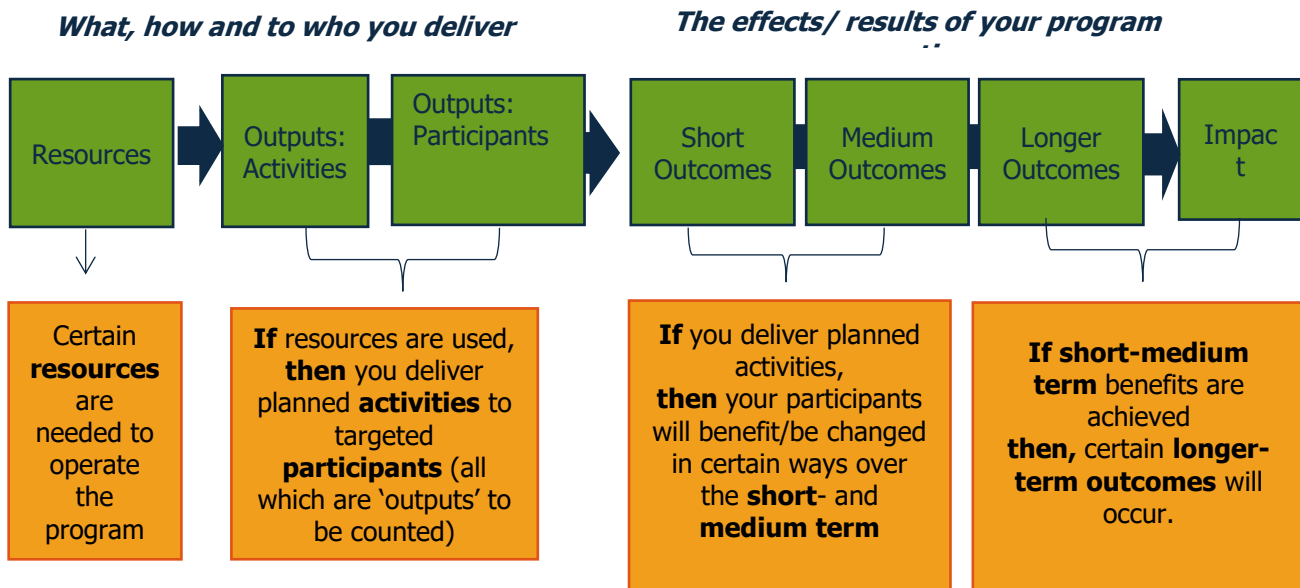 What, how and to who you deliver
The effects/ results of your program
Resources
Outputs:
Activities
Outputs:
Participants
Short
Outcomes
Medium
Outcomes
Longer
Outcomes
Impac
t
Certain
resources
are
needed to
operate
the
program
If resources are used,
then you deliver
planned activities to
targeted
participants (all
which are ‘outputs’ to
be counted)
If you deliver planned
activities,
then your participants
will benefit/be changed
in certain ways over
the short- and
medium term
If short-medium
term benefits are
achieved
then, certain longer-
term outcomes will
occur.